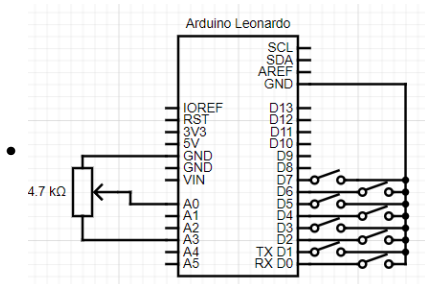 Arduino Leonardo
SCL
SDA
AREF
GND
IOREF D13
RST D12
3V3 D11
5V D10
GND D9
GND D8
VIN D7
4.7 kΩ D6
A0 D5
A1 D4
A2 D3
A3 D2
A4 TX D1
A5 RX D0